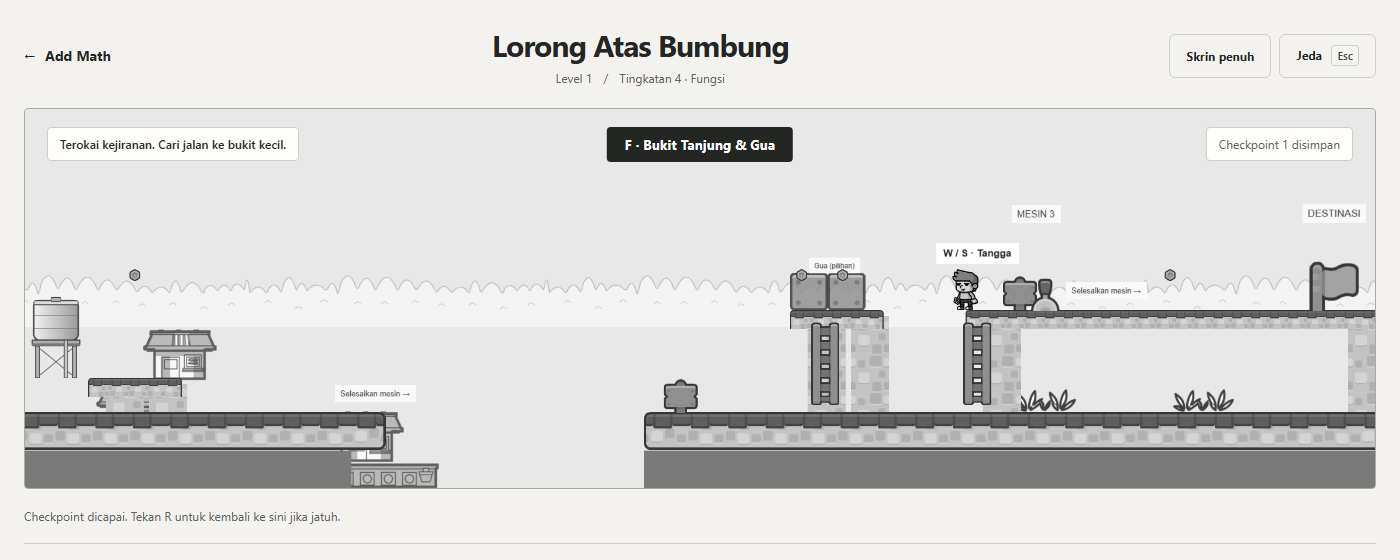 ← Add Math
Lorong Atas Bumbung
Level 1 / Tingkatan 4 · Fungsi
Skrin penuh
Jeda Esc
Terokai kejiranan. Cari jalan ke bukit kecil.
F · Bukit Tanjung & Gua
Checkpoint 1 disimpan
MESIN 3
DESTINASI
W / S · Tangga
Gua (pilihan)
Selesaikan mesin →
Selesaikan mesin →
Checkpoint dicapai. Tekan R untuk kembali ke sini jika jatuh.